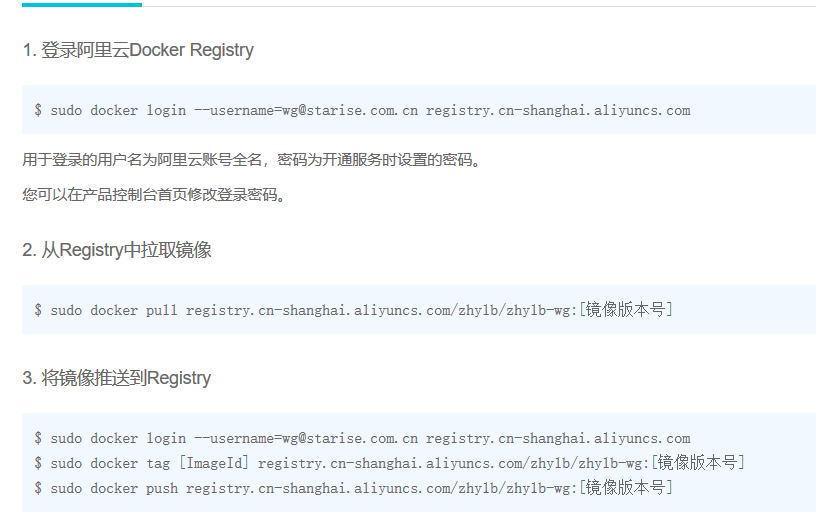 1. 登录阿里云Docker Registry
$ sudo docker login --username=wg@starise.com.cn registry.cn-shanghai.aliyuncs.com
用于登录的用户名为阿里云账号全名，密码为开通服务时设置的密码。
您可以在产品控制台首页修改登录密码。
2. 从Registry中拉取镜像
$ sudo docker pull registry.cn-shanghai.aliyuncs.com/zhylb/zhylb-wg:[镜像版本号]
3. 将镜像推送到Registry
$ sudo docker login --username=wg@starise.com.cn registry.cn-shanghai.aliyuncs.com
$ sudo docker tag [ImageId] registry.cn-shanghai.aliyuncs.com/zhylb/zhylb-wg:[镜像版本号]
$ sudo docker push registry.cn-shanghai.aliyuncs.com/zhylb/zhylb-wg:[镜像版本号]